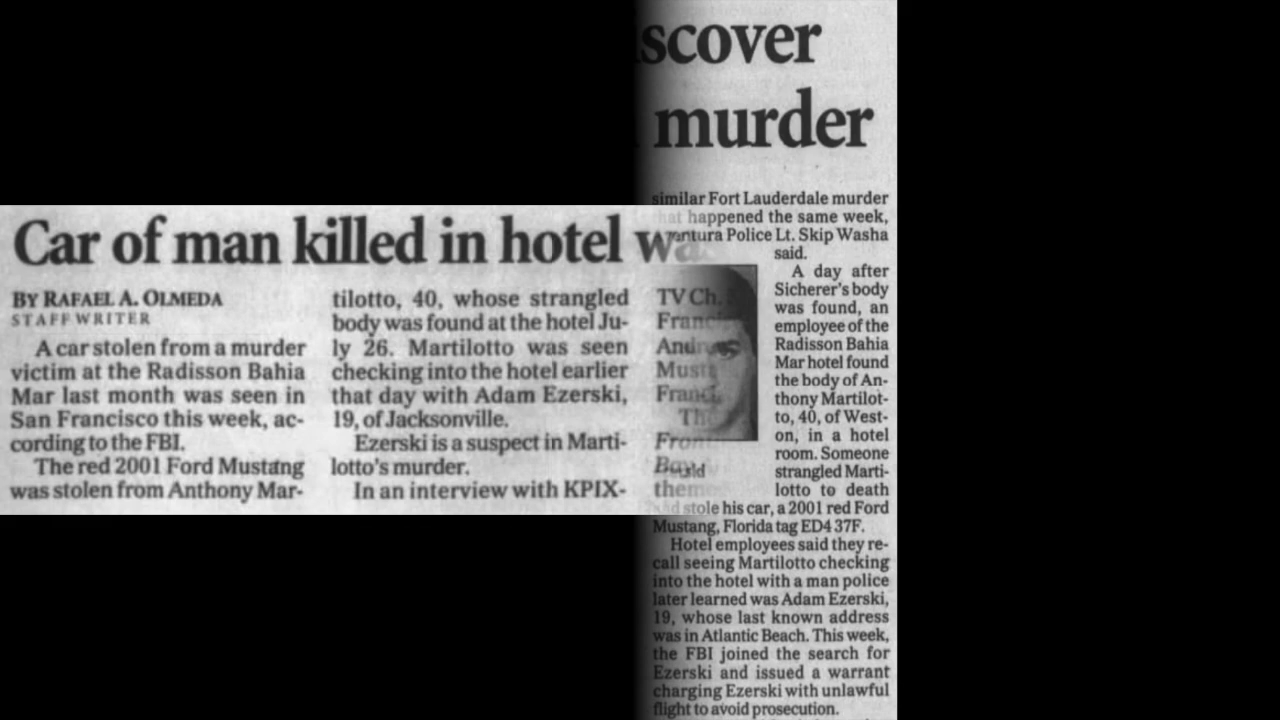 Car of man killed in hotel
BY RAFAEL A. OLMEDA
STAFF WRITER
A car stolen from a murder
victim at the Radisson Bahia
Mar last month was seen in
San Francisco this week, ac-
cording to the FBI.
The red 2001 Ford Mustang
was stolen from Anthony Mar-
tilotto, 40, whose strangled
body was found at the hotel Ju-
ly 26. Martilotto was seen
checking into the hotel earlier
that day with Adam Ezerski,
19, of Jacksonville.
Ezerski is a suspect in Marti-
lotto's murder.
In an interview with KPIX-
TV Ch.
scover
murder
similar Fort Lauderdale murder
that happened the same week,
Police Lt. Skip Washa
said.
A day after
Sicherer's body
was found, an
employee of the
Radisson Bahia
Mar hotel found
the body of An-
thony Martilot-
to, 40, of West-
on, in a hotel
room. Someone
strangled Marti-
lotto to death
and stole his car, a 2001 red Ford
Mustang, Florida tag ED4 37F.
Hotel employees said they re-
call seeing Martilotto checking
into the hotel with a man police
later learned was Adam Ezerski,
19, whose last known address
was in Atlantic Beach. This week,
the FBI joined the search for
Ezerski and issued a warrant
charging Ezerski with unlawful
flight to avoid prosecution.